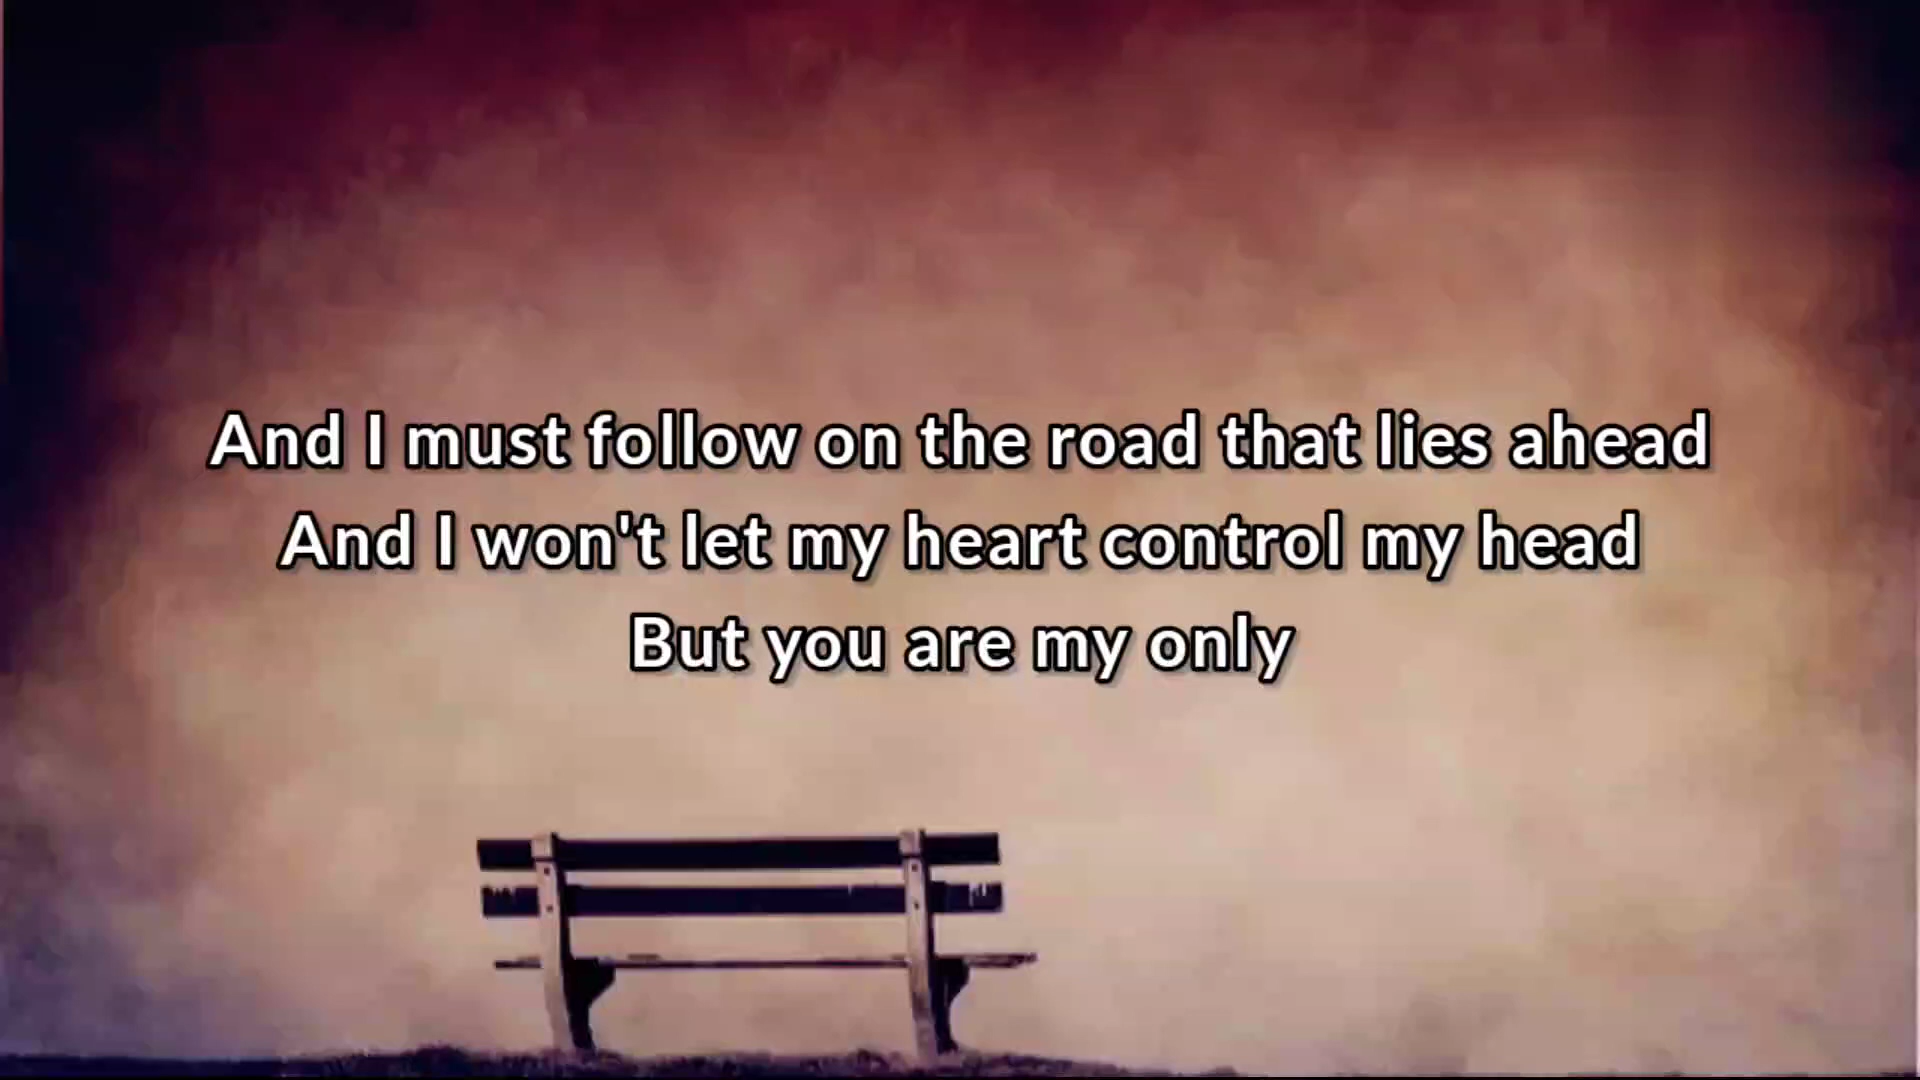 And I must follow on the road that lies ahead
And I won't let my heart control my head
But you are my only